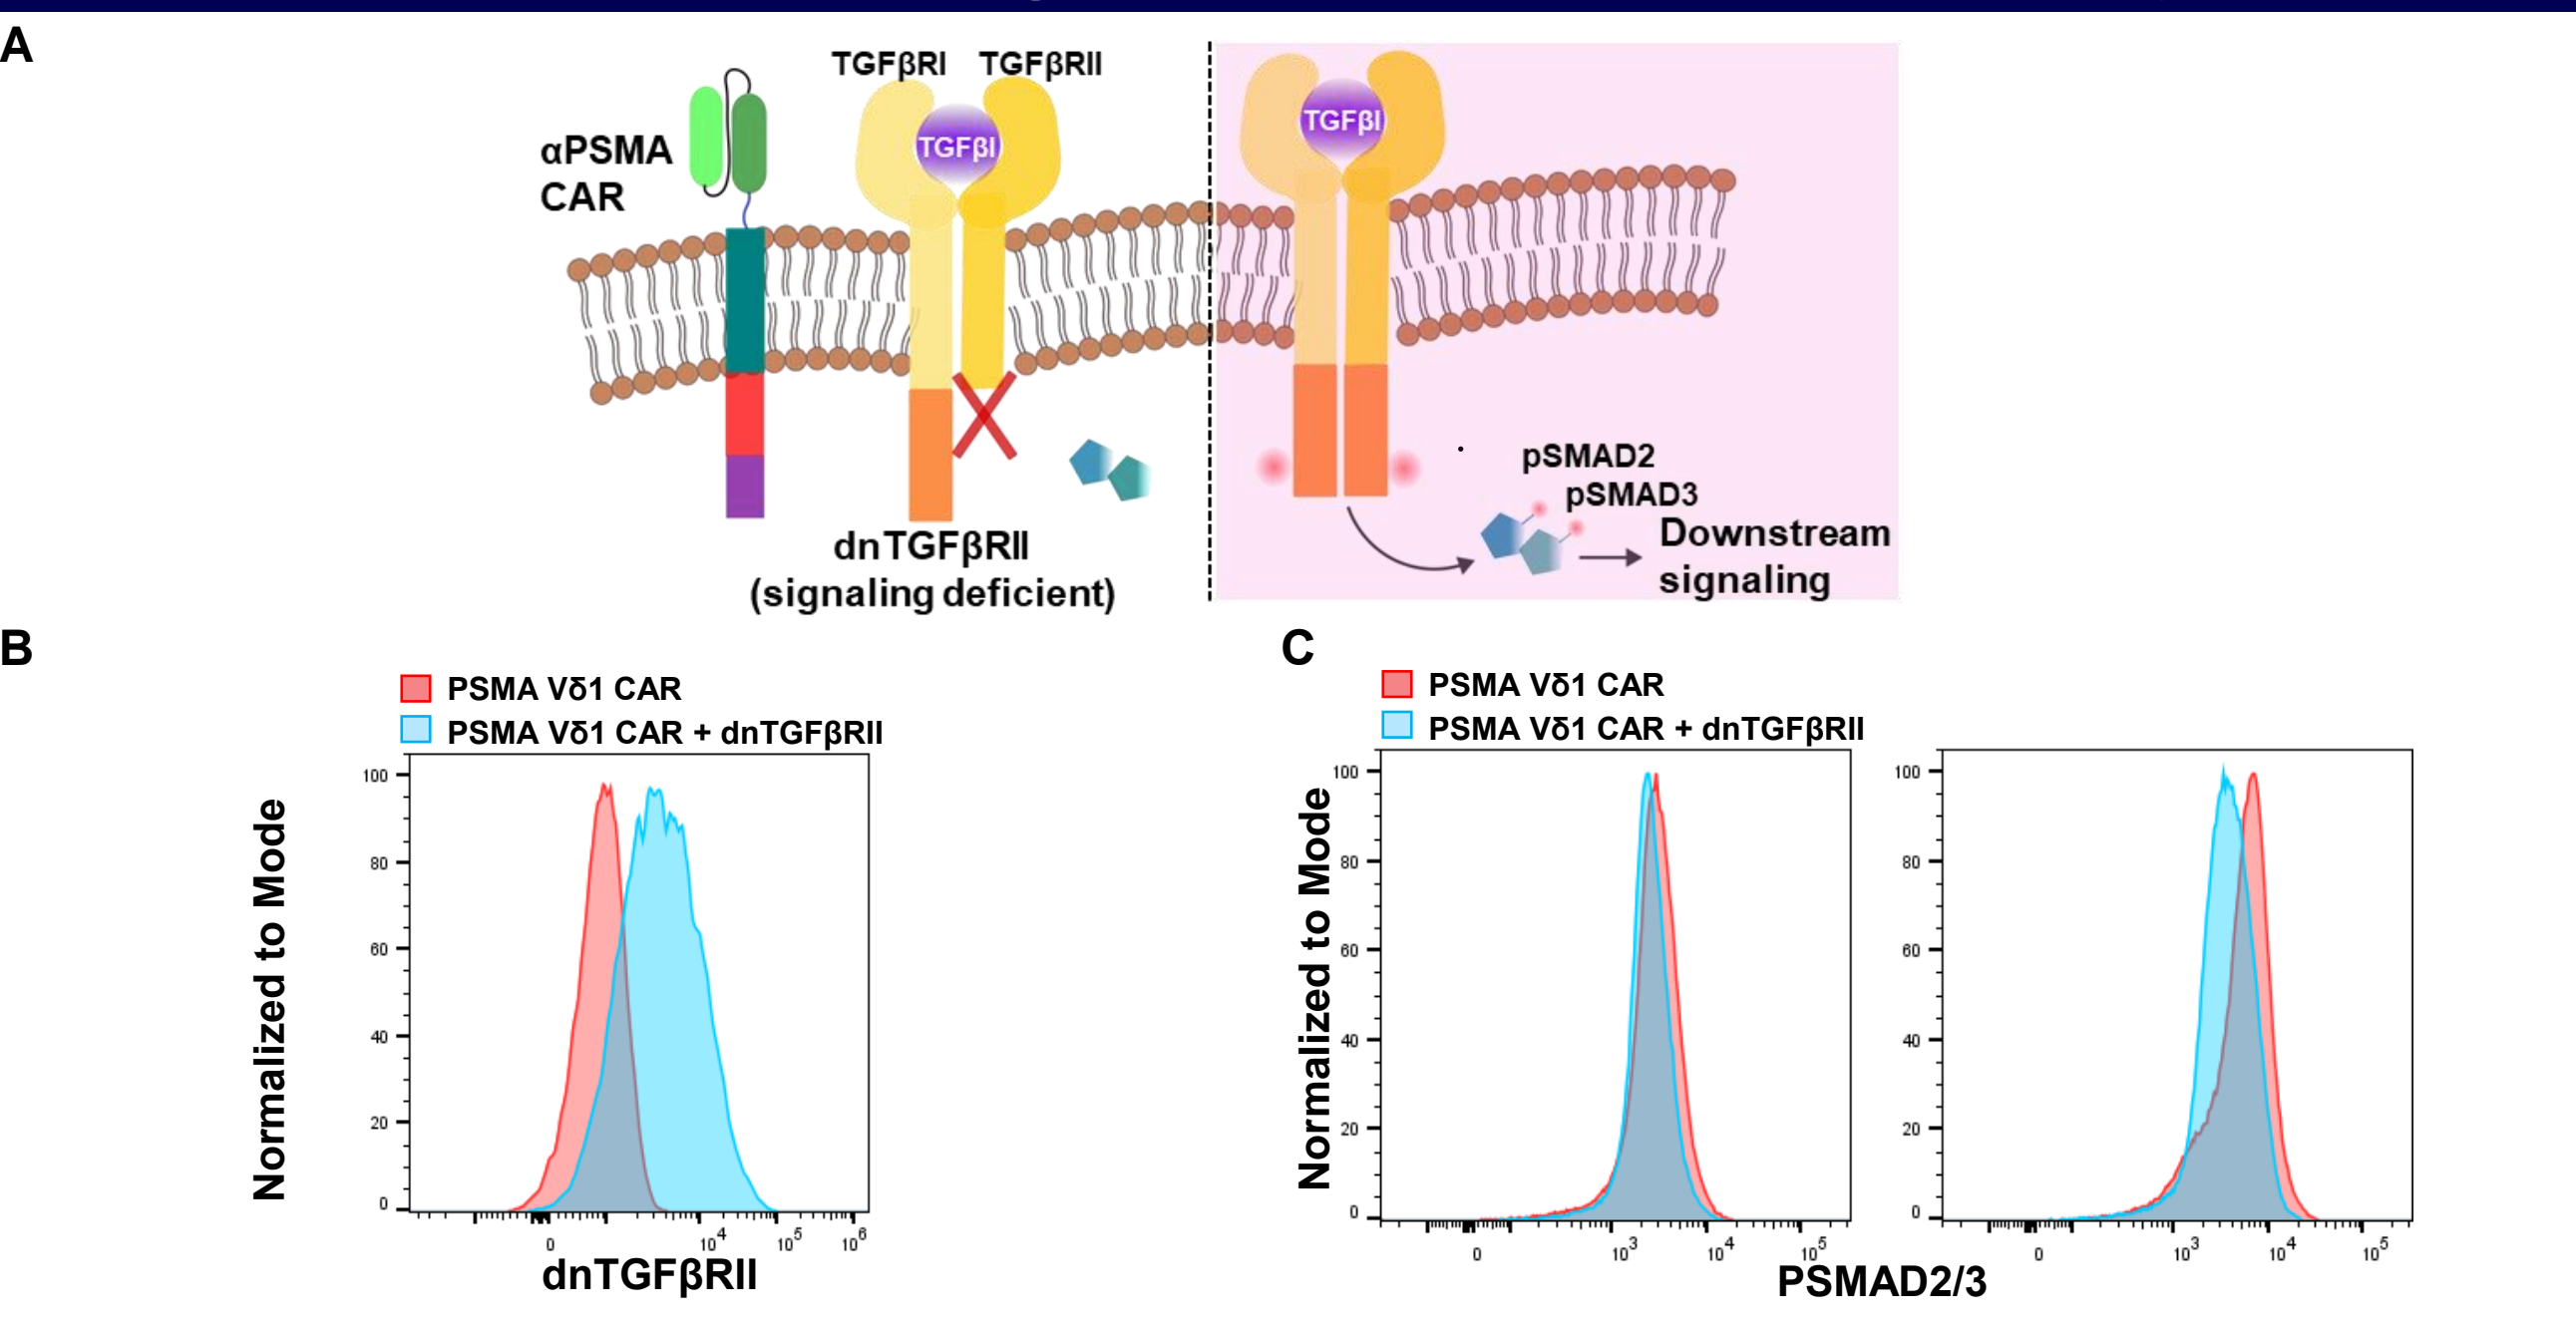 A
TGFβRI TGFβRII
TGFβI
TGFβI
αPSMA
CAR
pSMAD2
pSMAD3
Downstream
signaling
dnTGFβRII
(signaling deficient)
B
PSMA Vδ1 CAR
PSMA Vδ1 CAR + dnTGFβRII
Normalized to Mode
100
80
60
40
20
0
0 10^4 10^5 10^6
dnTGFβRII
C
PSMA Vδ1 CAR
PSMA Vδ1 CAR + dnTGFβRII
Normalized to Mode
100
80
60
40
20
0
0 10^3 10^4 10^5
100
80
60
40
20
0
0 10^3 10^4 10^5
PSMAD2/3